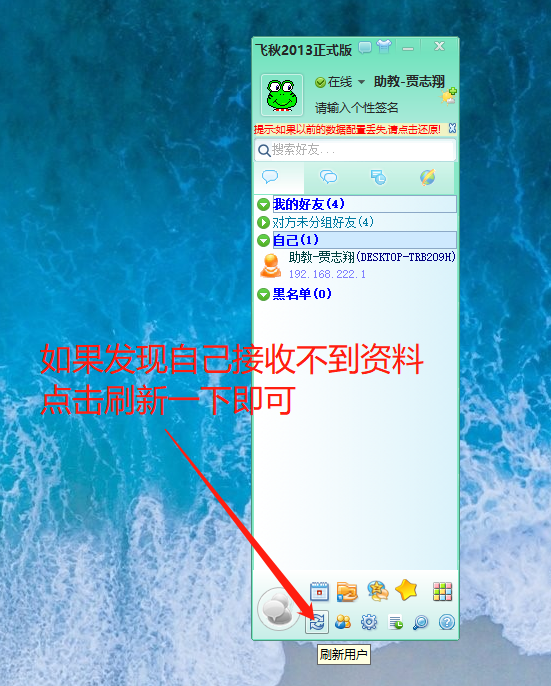 飞秋2013正式版
在线
助教-贾志翔
请输入个性签名
提示:如果以前的数据配置丢失,请点击还原!
搜索好友...
我的好友(4)
对方未分组好友(4)
自己(1)
助教-贾志翔(DESKTOP-TRB2O9H)
192.168.222.1
黑名单(0)
如果发现自己接收不到资料
点击刷新一下即可
刷新用户